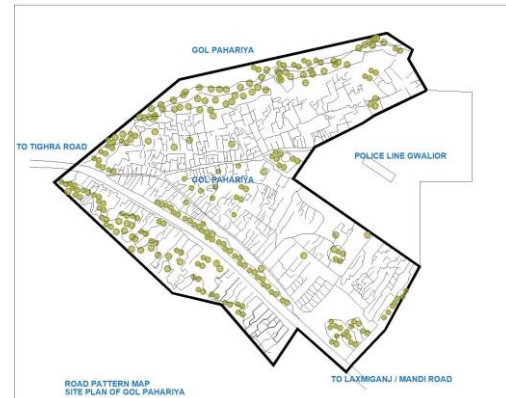 GOL PAHARIYA
TO TIGHRA ROAD
POLICE LINE GWALIOR
GOL PAHARIYA
TO LAXMIGANJ / MANDI ROAD
ROAD PATTERN MAP
SITE PLAN OF GOL PAHARIYA